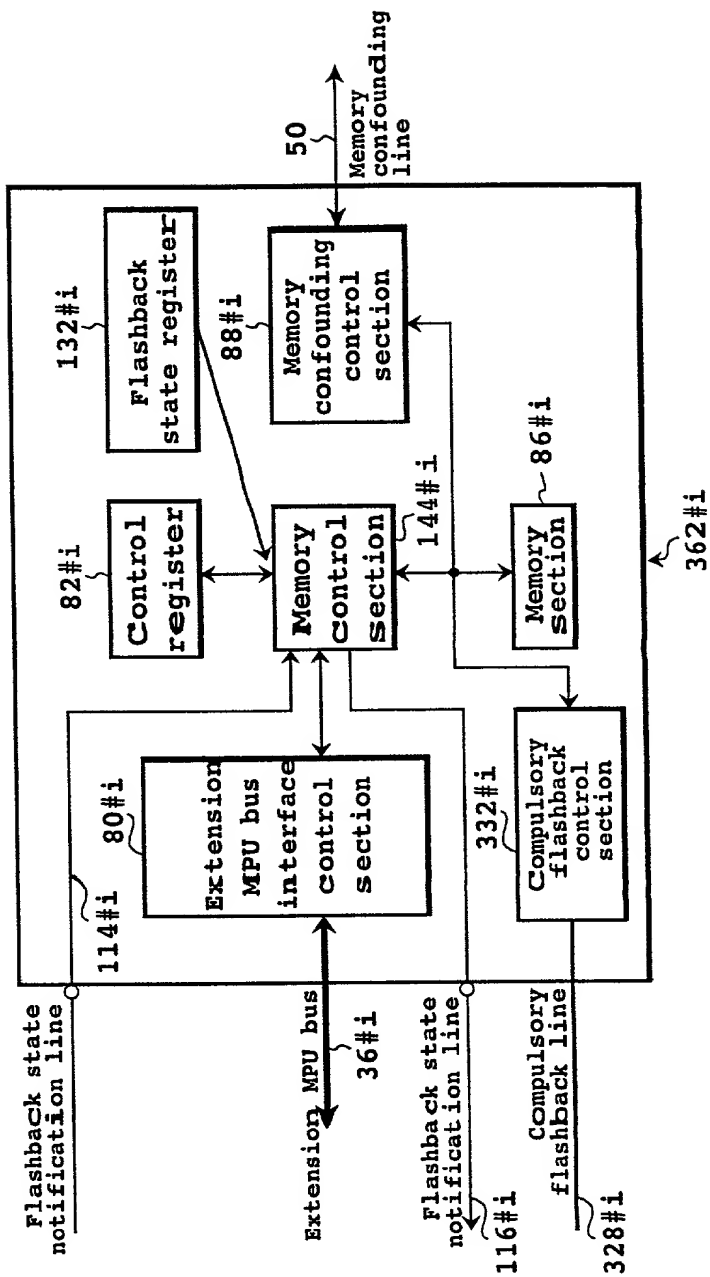 Flashback state
notification line
114#i
Extension MPU bus
36#i
Flashback state
notification line
116#i
Compulsory
flashback line
328#i
80#i
Extension
MPU bus
interface
control
section
332#i
Compulsory
flashback
control
section
82#i
Control
register
Memory
control
section
144#i
Memory
section
86#i
132#i
Flashback
state register
88#i
Memory
confounding
control
section
50
Memory
confounding
line
362#i